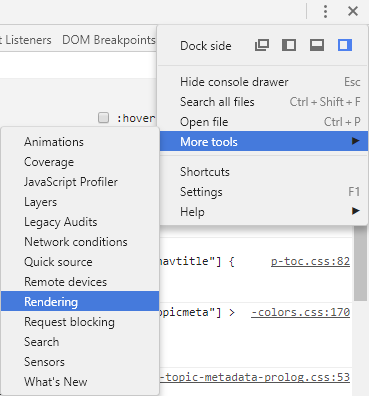 t Listeners
DOM Breakpoints
Dock side
Hide console drawer Esc
Search all files Ctrl + Shift + F
Open file Ctrl + P
:hover
More tools
Animations
Coverage
JavaScript Profiler
Shortcuts
Layers
Settings F1
Legacy Audits
Help
Network conditions
Quick source
avtitle"] { p-toc.css:82
Remote devices
Rendering
opicmeta"] > -colors.css:170
Request blocking
Search
Sensors
-topic-metadata-prolog.css:53
What's New